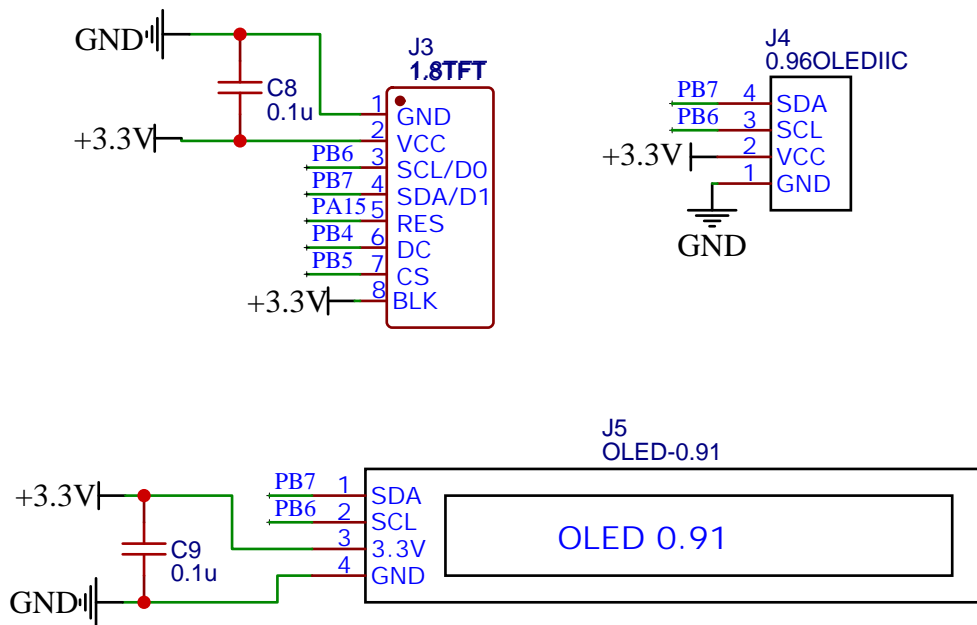 GND
C8
0.1u
+3.3V
J3
1.8TFT
1 GND
2 VCC
PB6 3 SCL/D0
PB7 4 SDA/D1
PA15 5 RES
PB4 6 DC
PB5 7 CS
+3.3V 8 BLK
J4
0.96OLEDIIC
PB7 4 SDA
PB6 3 SCL
+3.3V 2 VCC
1 GND
GND
J5
OLED-0.91
+3.3V
C9
0.1u
GND
PB7 1 SDA
PB6 2 SCL
3 3.3V
4 GND
OLED 0.91